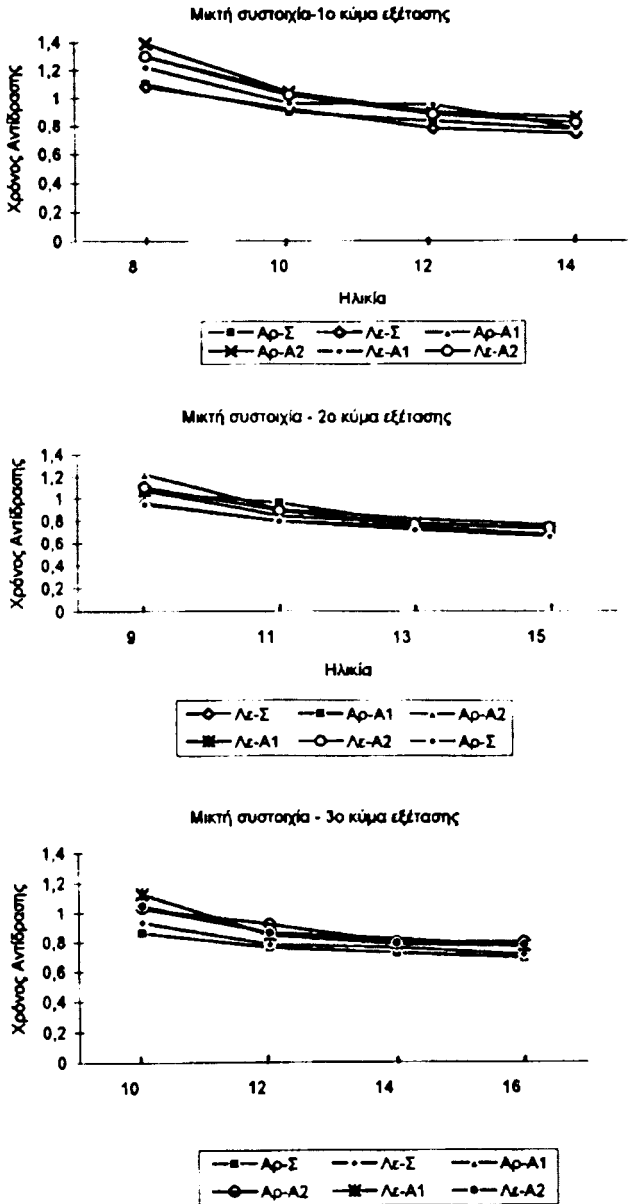 Μικτή συστοιχία-1ο κύμα εξέτασης
Χρόνος Αντίδρασης
1,4
1,2
1
0,8
0,6
0,4
0,2
0
8 10 12 14
Ηλικία
Αρ-Σ Λε-Σ Αρ-Α1
Αρ-Α2 Λε-Α1 Λε-Α2
Μικτή συστοιχία - 2ο κύμα εξέτασης
Χρόνος Αντίδρασης
1,4
1,2
1
0,8
0,6
0,4
0,2
0
9 11 13 15
Ηλικία
Λε-Σ Αρ-Α1 Αρ-Α2
Λε-Α1 Λε-Α2 Αρ-Σ
Μικτή συστοιχία - 3ο κύμα εξέτασης
Χρόνος Αντίδρασης
1,4
1,2
1
0,8
0,6
0,4
0,2
0
10 12 14 16
Αρ-Σ Λε-Σ Αρ-Α1
Αρ-Α2 Λε-Α1 Λε-Α2